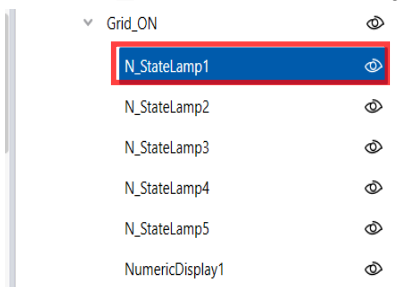 Grid_ON
N_StateLamp1
N_StateLamp2
N_StateLamp3
N_StateLamp4
N_StateLamp5
NumericDisplay1